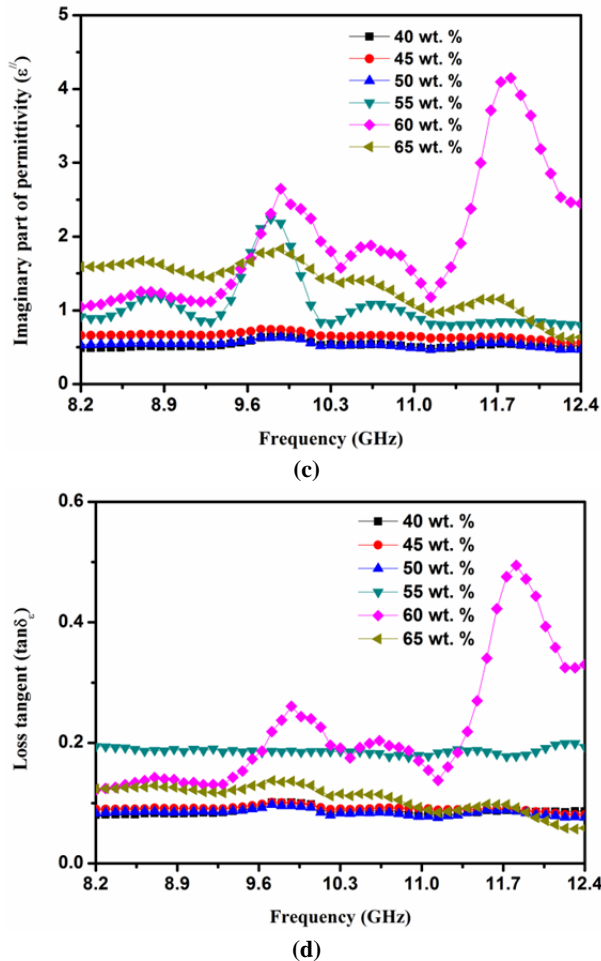 5
4
3
2
1
0
Imaginary part of permittivity (ε//)
40 wt. %
45 wt. %
50 wt. %
55 wt. %
60 wt. %
65 wt. %
8.2 8.9 9.6 10.3 11.0 11.7 12.4
Frequency (GHz)
(c)
0.6
0.4
0.2
0.0
Loss tangent ((tanδε)
40 wt. %
45 wt. %
50 wt. %
55 wt. %
60 wt. %
65 wt. %
8.2 8.9 9.6 10.3 11.0 11.7 12.4
Frequency (GHz)
(d)